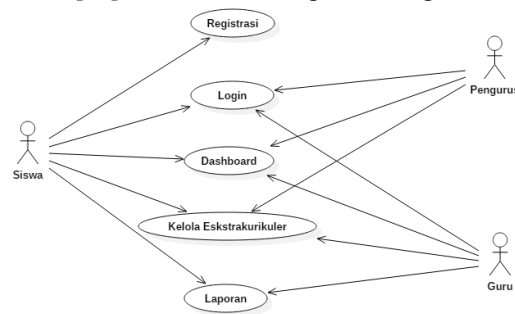 Registrasi
Login
Pengurus
Siswa
Dashboard
Kelola Eskstrakurikuler
Guru
Laporan